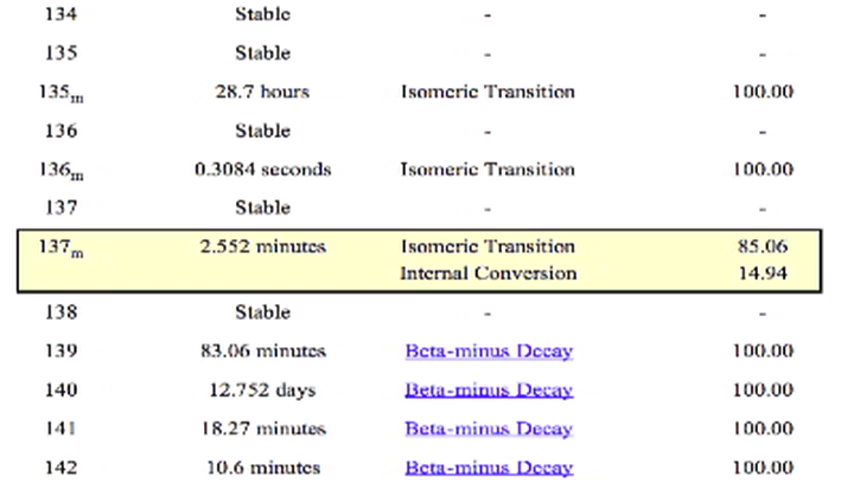 134 Stable - -
135 Stable - -
135m 28.7 hours Isomeric Transition 100.00
136 Stable - -
136m 0.3084 seconds Isomeric Transition 100.00
137 Stable - -
137m 2.552 minutes Isomeric Transition 85.06
Internal Conversion 14.94
138 Stable - -
139 83.06 minutes Beta-minus Decay 100.00
140 12.752 days Beta-minus Decay 100.00
141 18.27 minutes Beta-minus Decay 100.00
142 10.6 minutes Beta-minus Decay 100.00